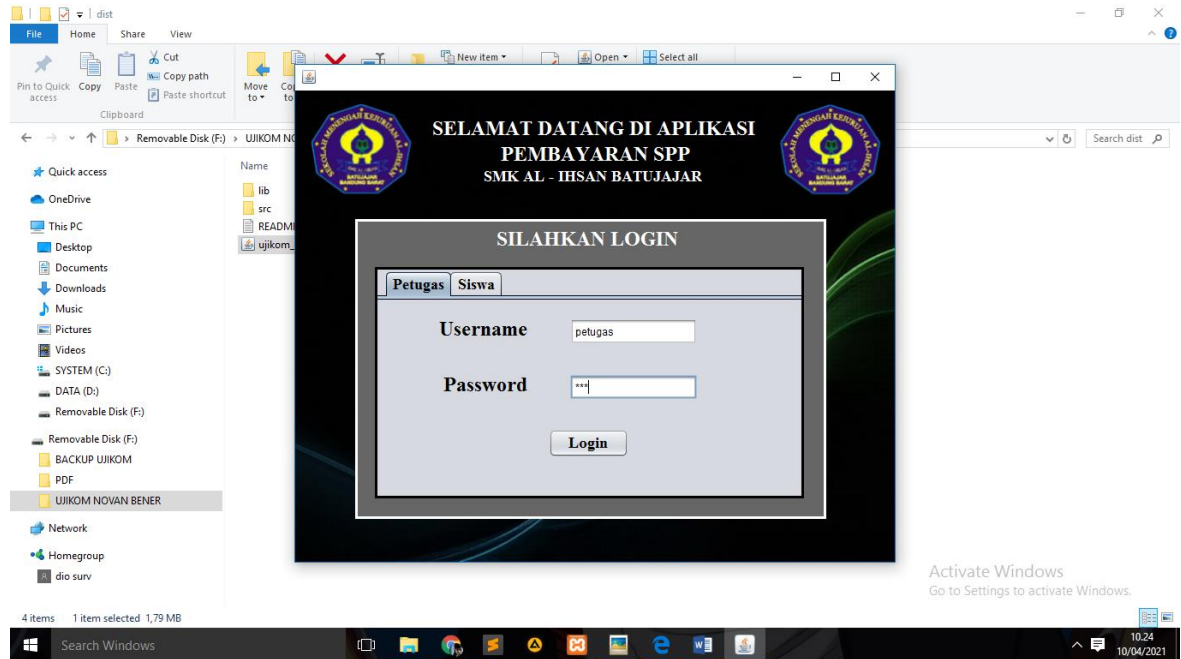 dist
File Home Share View
Cut
Copy path
Paste shortcut
Pin to Quick access
Copy
Paste
Clipboard
Move to
New item
Open
Select all
Removable Disk (F:)
Search dist
Quick access
OneDrive
This PC
Desktop
Documents
Downloads
Music
Pictures
Videos
SYSTEM (C:)
DATA (D:)
Removable Disk (F:)
Removable Disk (F:)
BACKUP UJIKOM
PDF
UJIKOM NOVAN BENER
Network
Homegroup
dio surv
Name
lib
src
SELAMAT DATANG DI APLIKASI
PEMBAYARAN SPP
SMK AL - IHSAN BATUJAJAR
SILAHKAN LOGIN
Petugas Siswa
Username petugas
Password ***
Login
Activate Windows
Go to Settings to activate Windows.
4 items 1 item selected 1,79 MB
Search Windows
10.24
10/04/2021